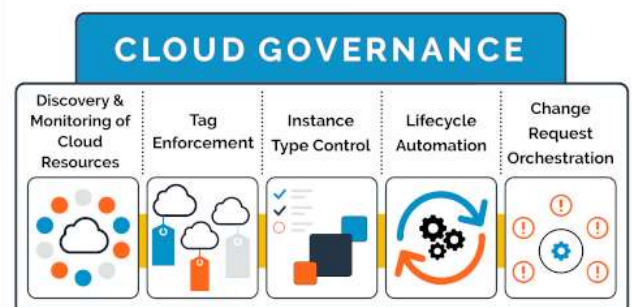 CLOUD GOVERNANCE
Discovery &
Monitoring of
Cloud
Resources
Tag
Enforcement
Instance
Type Control
Lifecycle
Automation
Change
Request
Orchestration